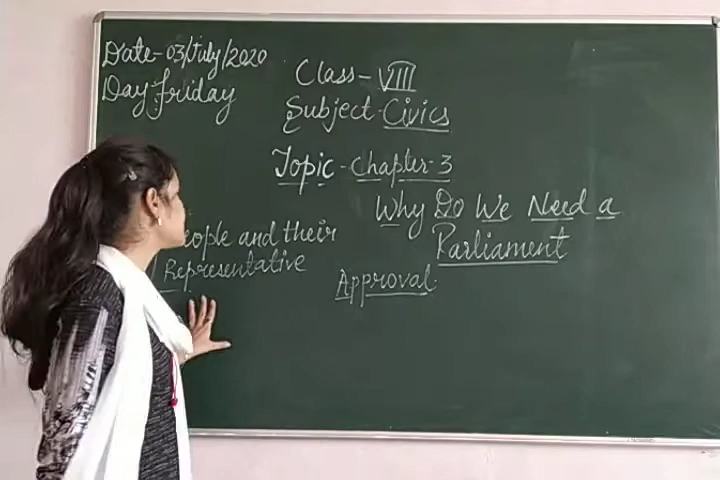 Date-03/July/2020
Day:friday
Class-VIII
Subject-Civics
Topic-Chapter-3
Why Do We Need a
Parliament
People and their
Representative
Approval.